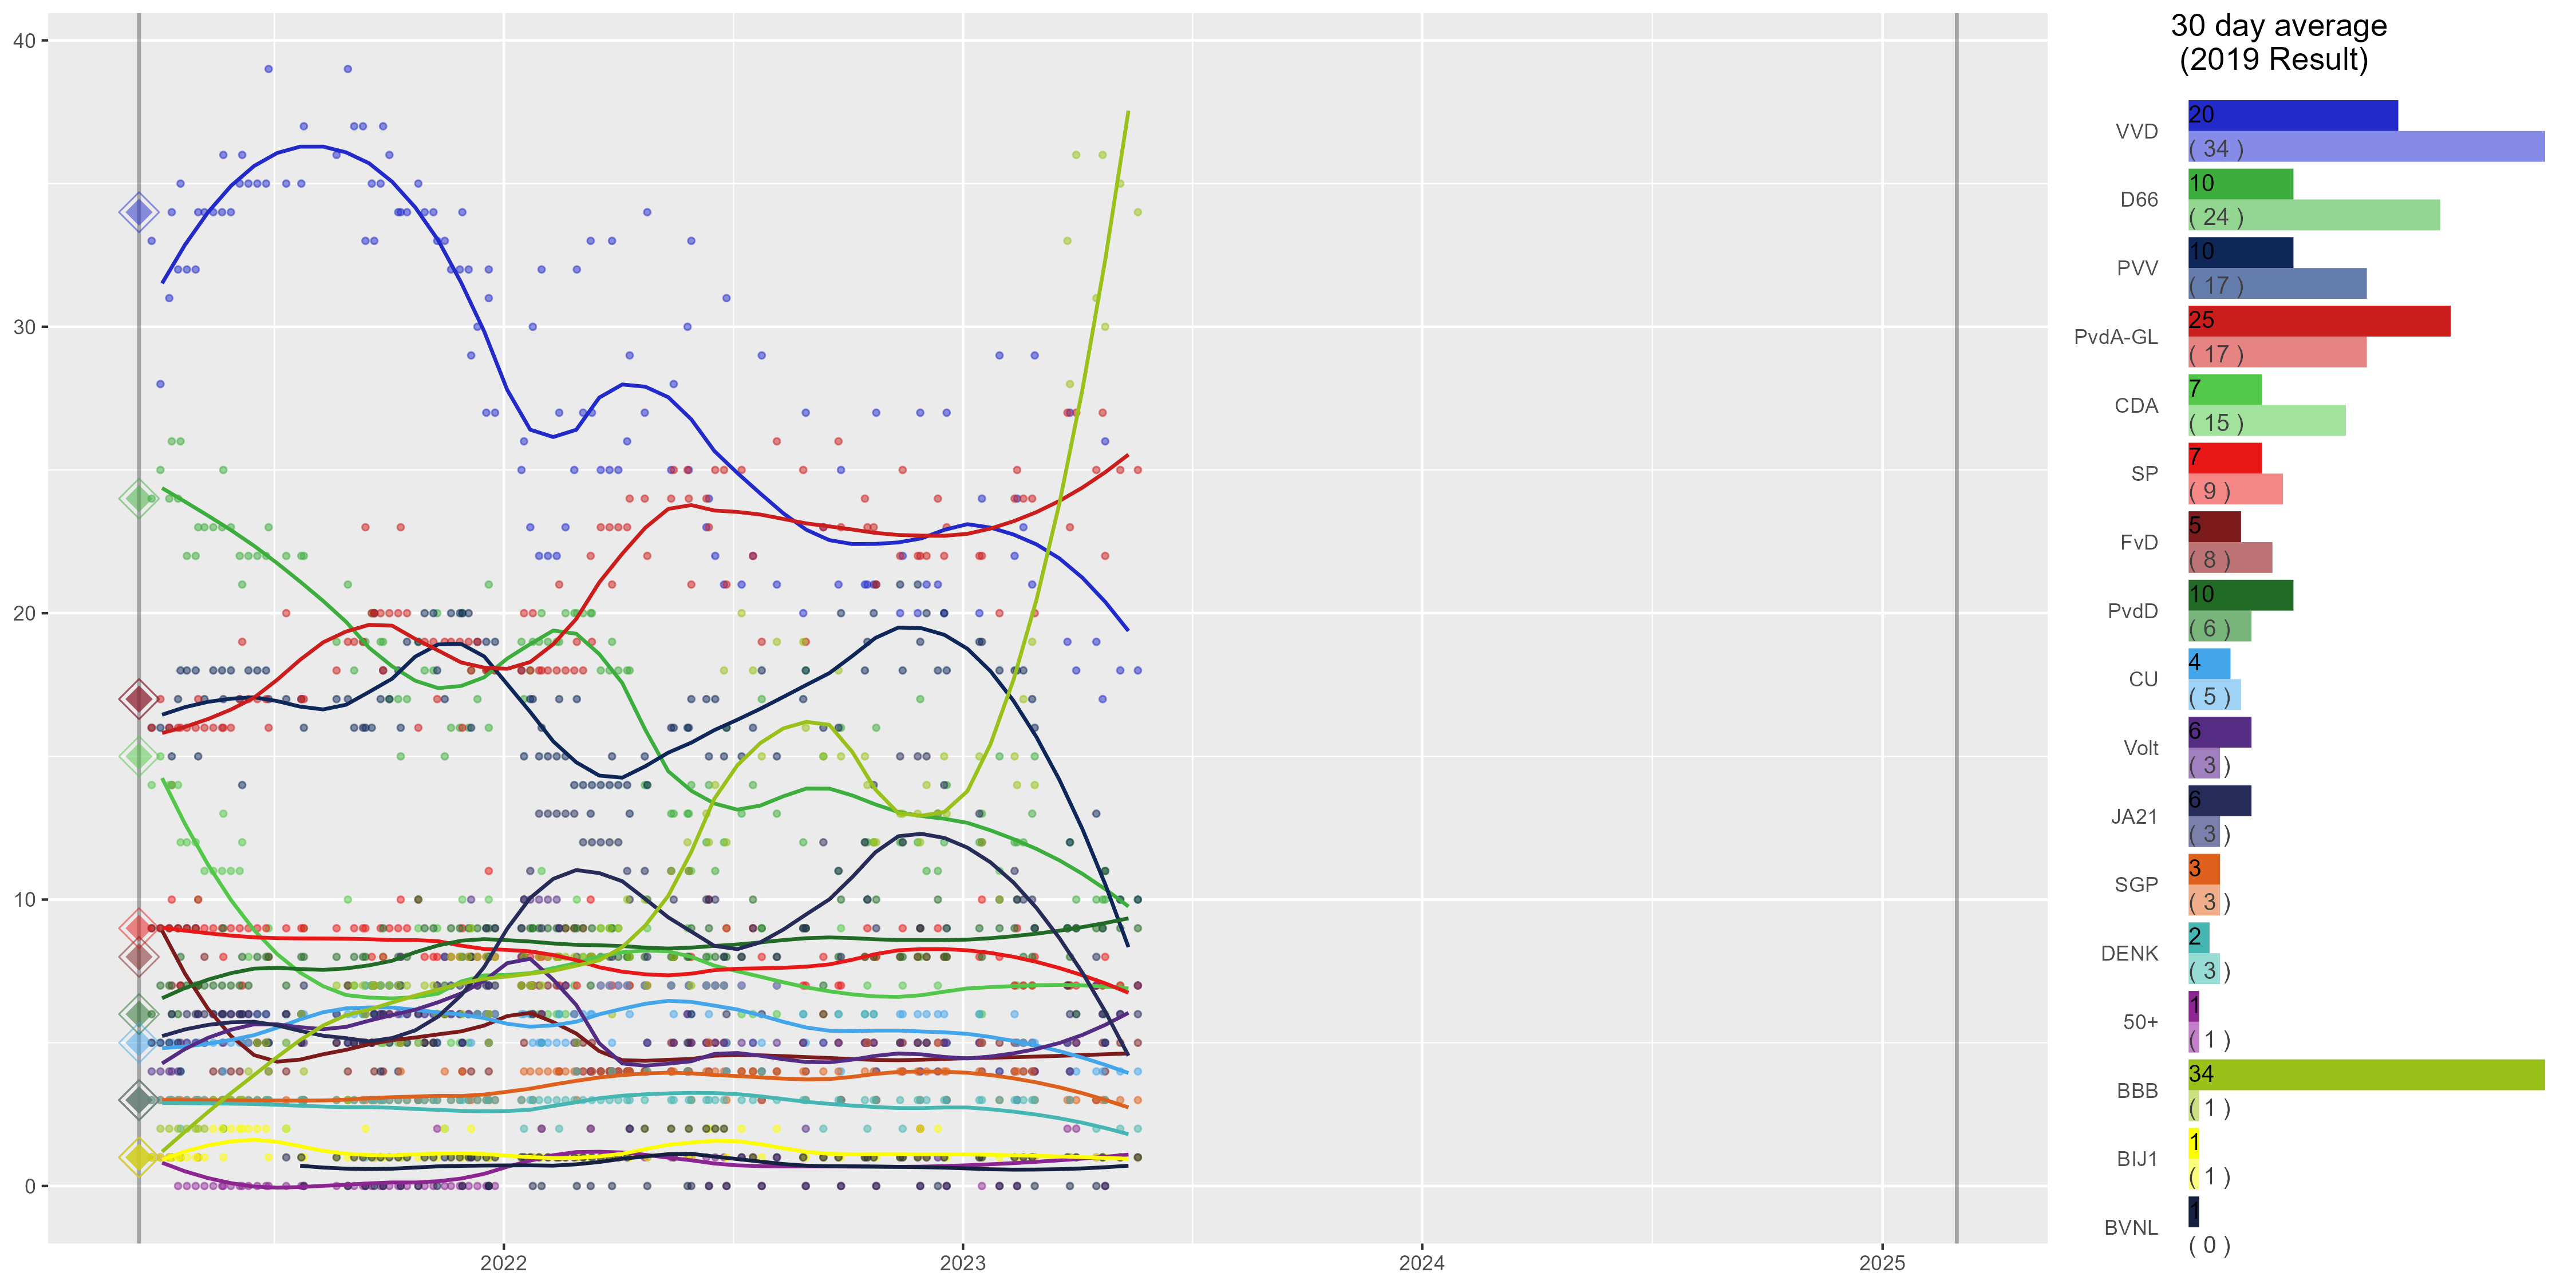 40
30
20
10
0
2022
2023
2024
2025
30 day average
(2019 Result)
VVD
20
( 34 )
D66
10
( 24 )
PVV
10
( 17 )
PvdA-GL
25
( 17 )
CDA
7
( 15 )
SP
7
( 9 )
FvD
5
( 8 )
PvdD
10
( 6 )
CU
4
( 5 )
Volt
6
( 3 )
JA21
6
( 3 )
SGP
3
( 3 )
DENK
2
( 3 )
50+
1
( 1 )
BBB
34
( 1 )
BIJ1
1
( 1 )
BVNL
1
( 0 )